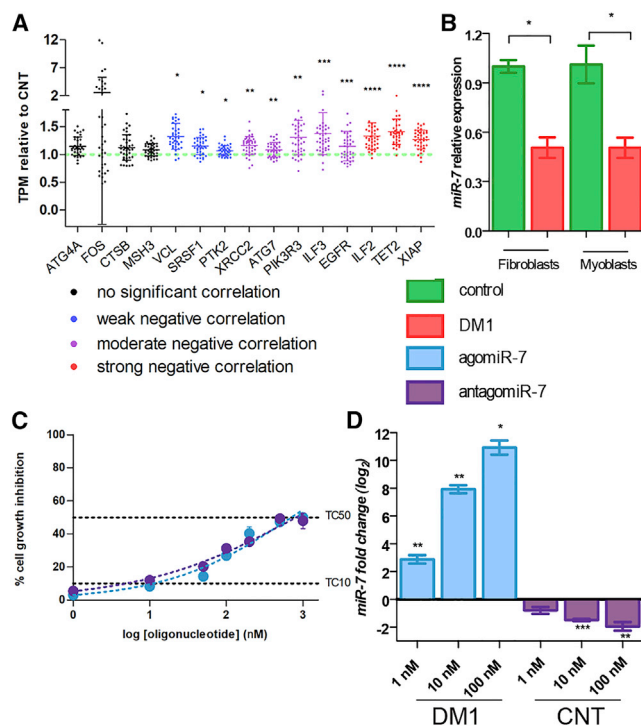 A
B
TPM relative to CNT
12
2
1.5
1.0
0.0
* * * ** ** ** *** *** **** **** ****
ATG4A
FOS
CTSB
MSH3
VCL
SRSF1
PTK2
XRCC2
ATG7
PIK3R3
ILF3
EGFR
ILF2
TET2
XIAP
no significant correlation
weak negative correlation
moderate negative correlation
strong negative correlation
miR-7 relative expression
1.2
0.9
0.6
0.3
0.0
* *
Fibroblasts Myoblasts
control
DM1
agomiR-7
antagomiR-7
C
% cell growth inhibition
100
80
60
40
20
0
TC50
TC10
0 1 2 3
log [oligonucleotide] (nM)
D
miR-7 fold change (log2)
12
10
8
6
4
2
0
-2
** ** * *** **
1 nM 10 nM 100 nM 1 nM 10 nM 100 nM
DM1 CNT